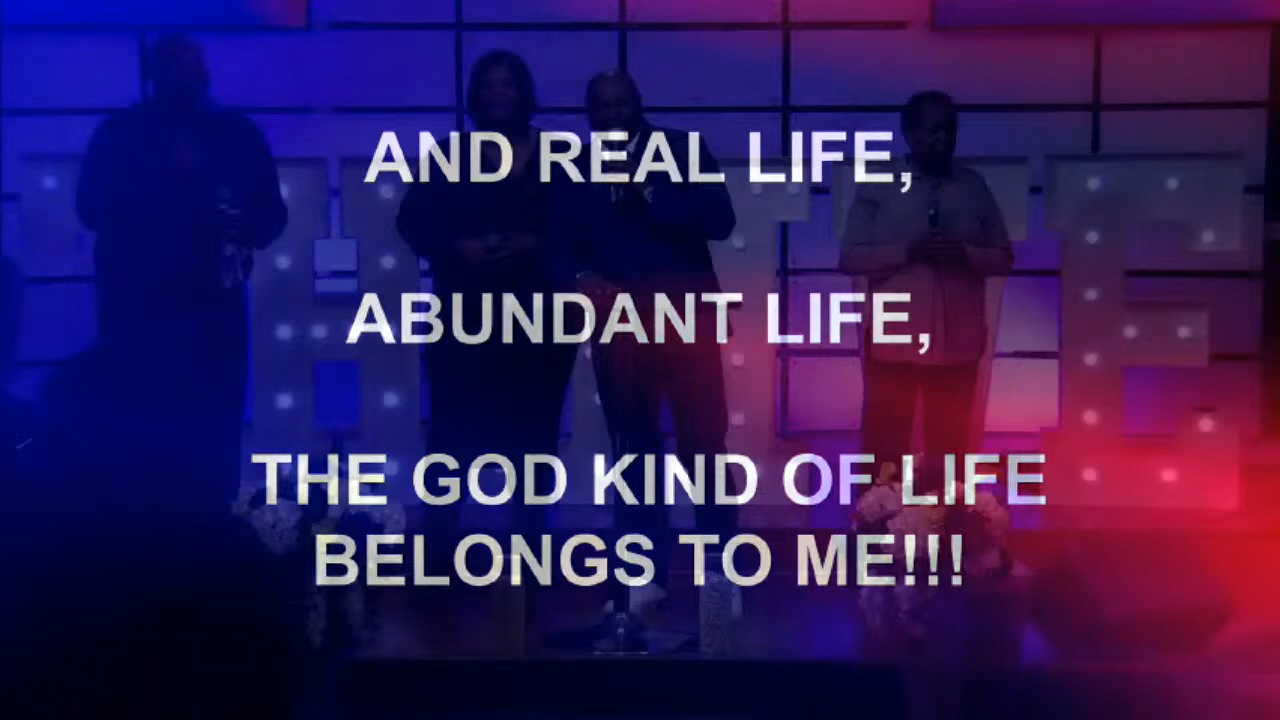 AND REAL LIFE,
ABUNDANT LIFE,
THE GOD KIND OF LIFE
BELONGS TO ME!!!